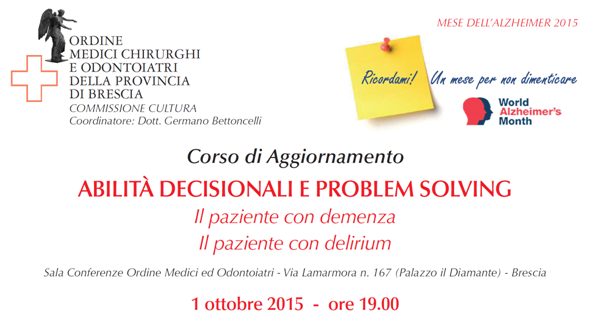 ORDINE
MEDICI CHIRURGHI
E ODONTOIATRI
DELLA PROVINCIA
DI BRESCIA
COMMISSIONE CULTURA
Coordinatore: Dott. Germano Bettoncelli
MESE DELL'ALZHEIMER 2015
Ricordami! Un mese per non dimenticare
World
Alzheimer's
Month
Corso di Aggiornamento
ABILITÀ DECISIONALI E PROBLEM SOLVING
Il paziente con demenza
Il paziente con delirium
Sala Conferenze Ordine Medici ed Odontoiatri - Via Lamarmora n. 167 (Palazzo il Diamante) - Brescia
1 ottobre 2015 - ore 19.00